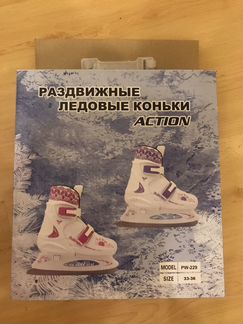 РАЗДВИЖНЫЕ
ЛЕДОВЫЕ КОНЬКИ
ACTION
MODEL PW-229
SIZE 33-36